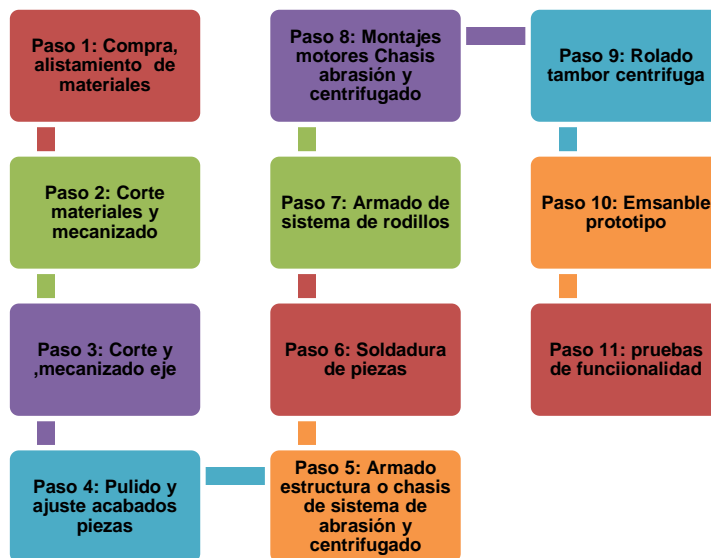 Paso 1: Compra,
alistamiento de
materiales
Paso 2: Corte
materiales y
mecanizado
Paso 3: Corte y
,mecanizado eje
Paso 4: Pulido y
ajuste acabados
piezas
Paso 5: Armado
estructura o chasis
de sistema de
abrasión y
centrifugado
Paso 6: Soldadura
de piezas
Paso 7: Armado de
sistema de rodillos
Paso 8: Montajes
motores Chasis
abrasión y
centrifugado
Paso 9: Rolado
tambor centrifuga
Paso 10: Emsanble
prototipo
Paso 11: pruebas
de funciionalidad